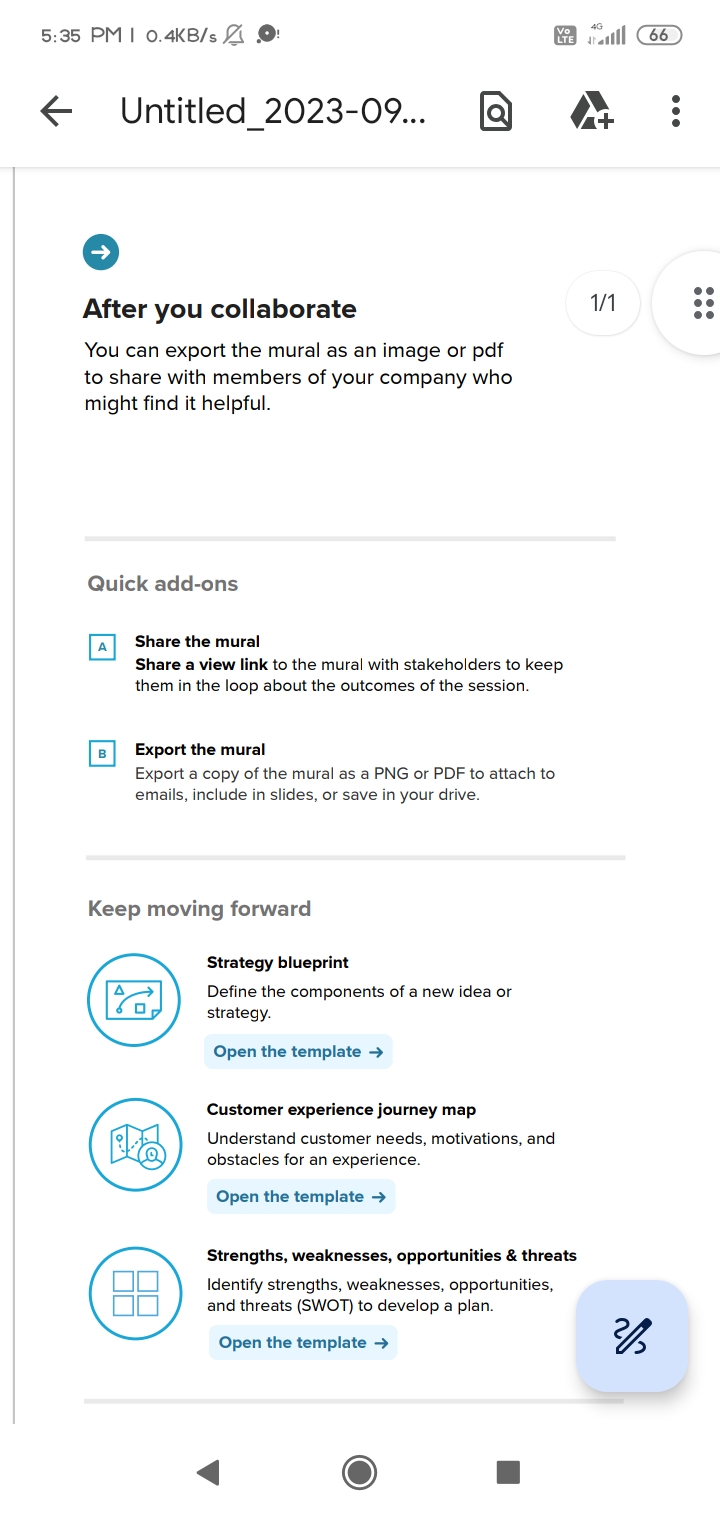 5:35 PM | 0.4KB/s
Vo LTE 4G 66
Untitled_2023-09...
After you collaborate
1/1
You can export the mural as an image or pdf
to share with members of your company who
might find it helpful.
Quick add-ons
A
Share the mural
Share a view link to the mural with stakeholders to keep
them in the loop about the outcomes of the session.
B
Export the mural
Export a copy of the mural as a PNG or PDF to attach to
emails, include in slides, or save in your drive.
Keep moving forward
Strategy blueprint
Define the components of a new idea or
strategy.
Open the template →
Customer experience journey map
Understand customer needs, motivations, and
obstacles for an experience.
Open the template →
Strengths, weaknesses, opportunities & threats
Identify strengths, weaknesses, opportunities,
and threats (SWOT) to develop a plan.
Open the template →